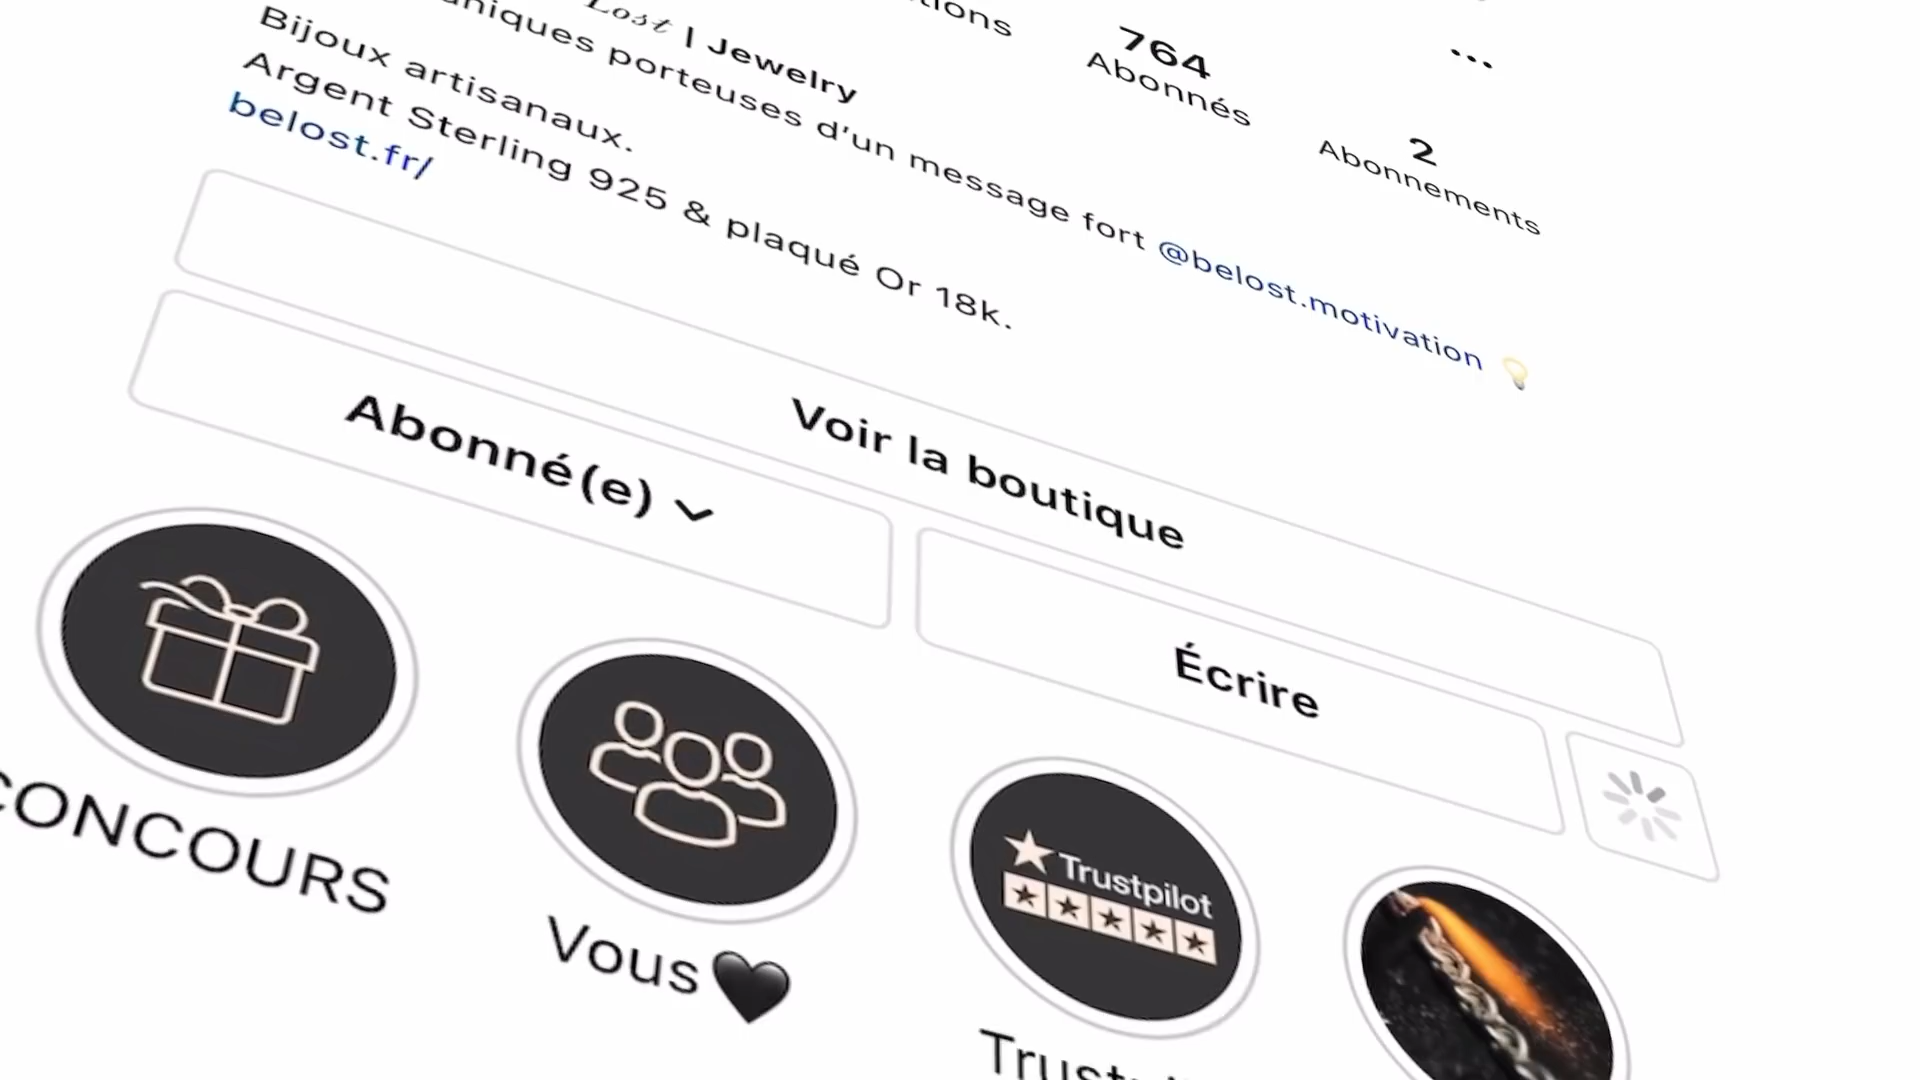 764
Abonnés
2
Abonnements
Lost | Jewelry
porteuses d'un message fort @belost.motivation 💡
Bijoux artisanaux.
Argent Sterling 925 & plaqué Or 18k.
belost.fr/
Voir la boutique
Abonné(e)
Écrire
CONCOURS
Vous🖤
Trustpilot